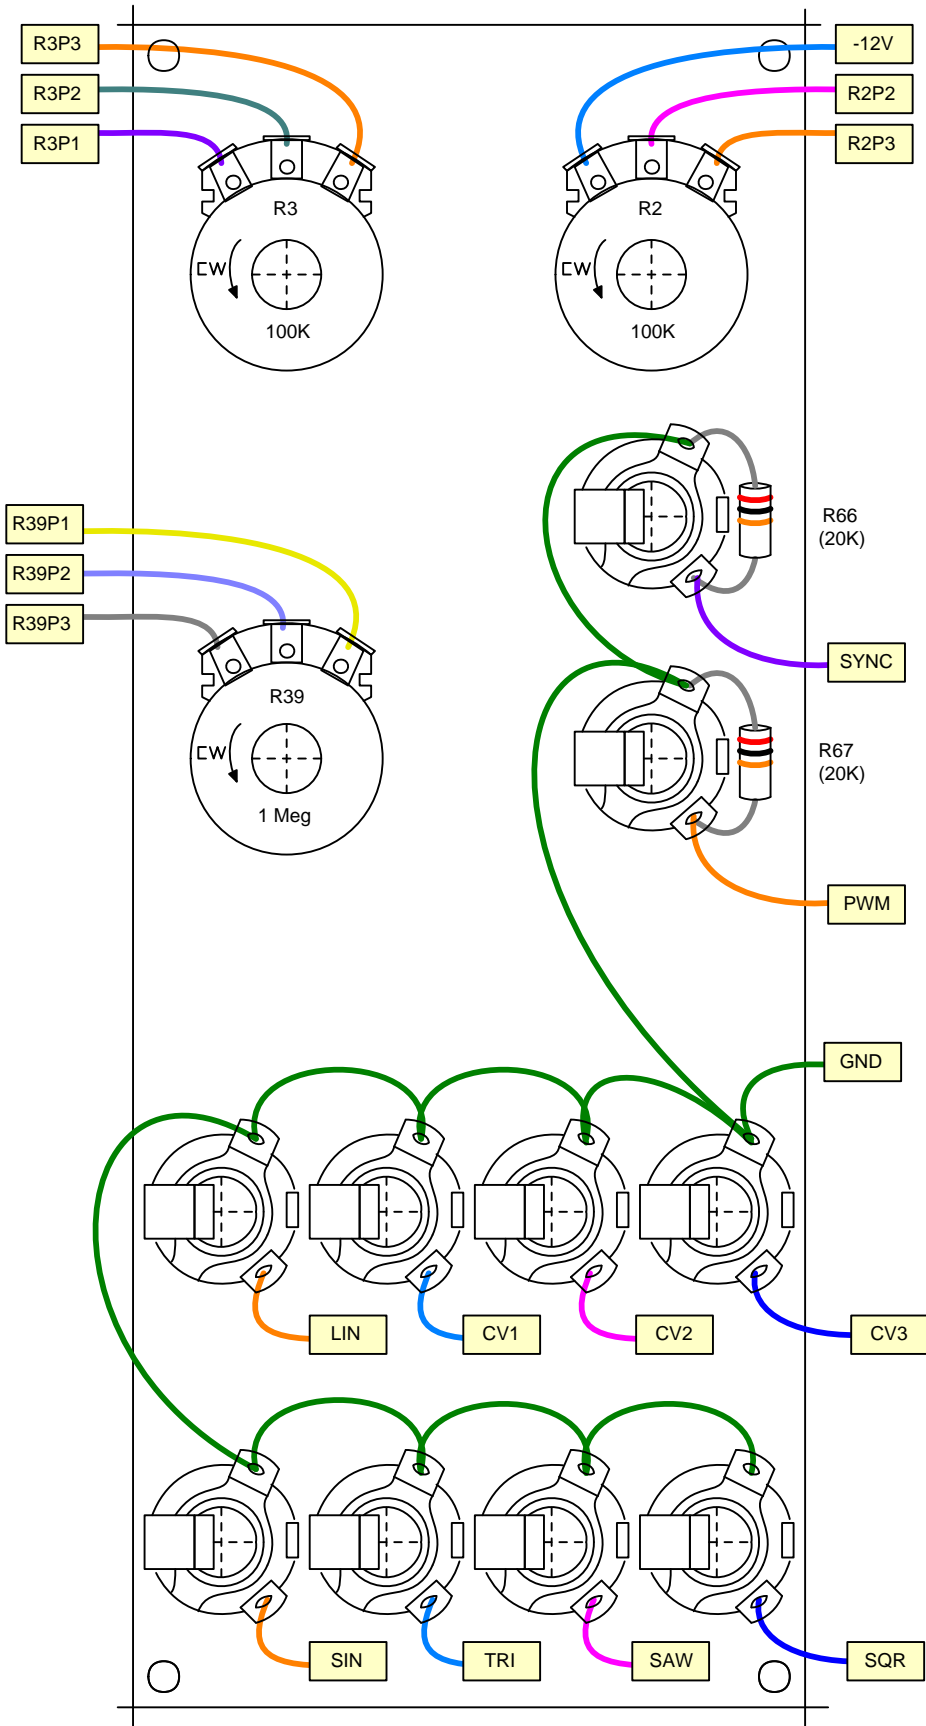 R3P3
R3P2
R3P1
-12V
R2P2
R2P3
R3
CW
100K
R2
CW
100K
R66
(20K)
R39P1
R39P2
R39P3
SYNC
R39
CW
1 Meg
R67
(20K)
PWM
GND
LIN
CV1
CV2
CV3
SIN
TRI
SAW
SQR